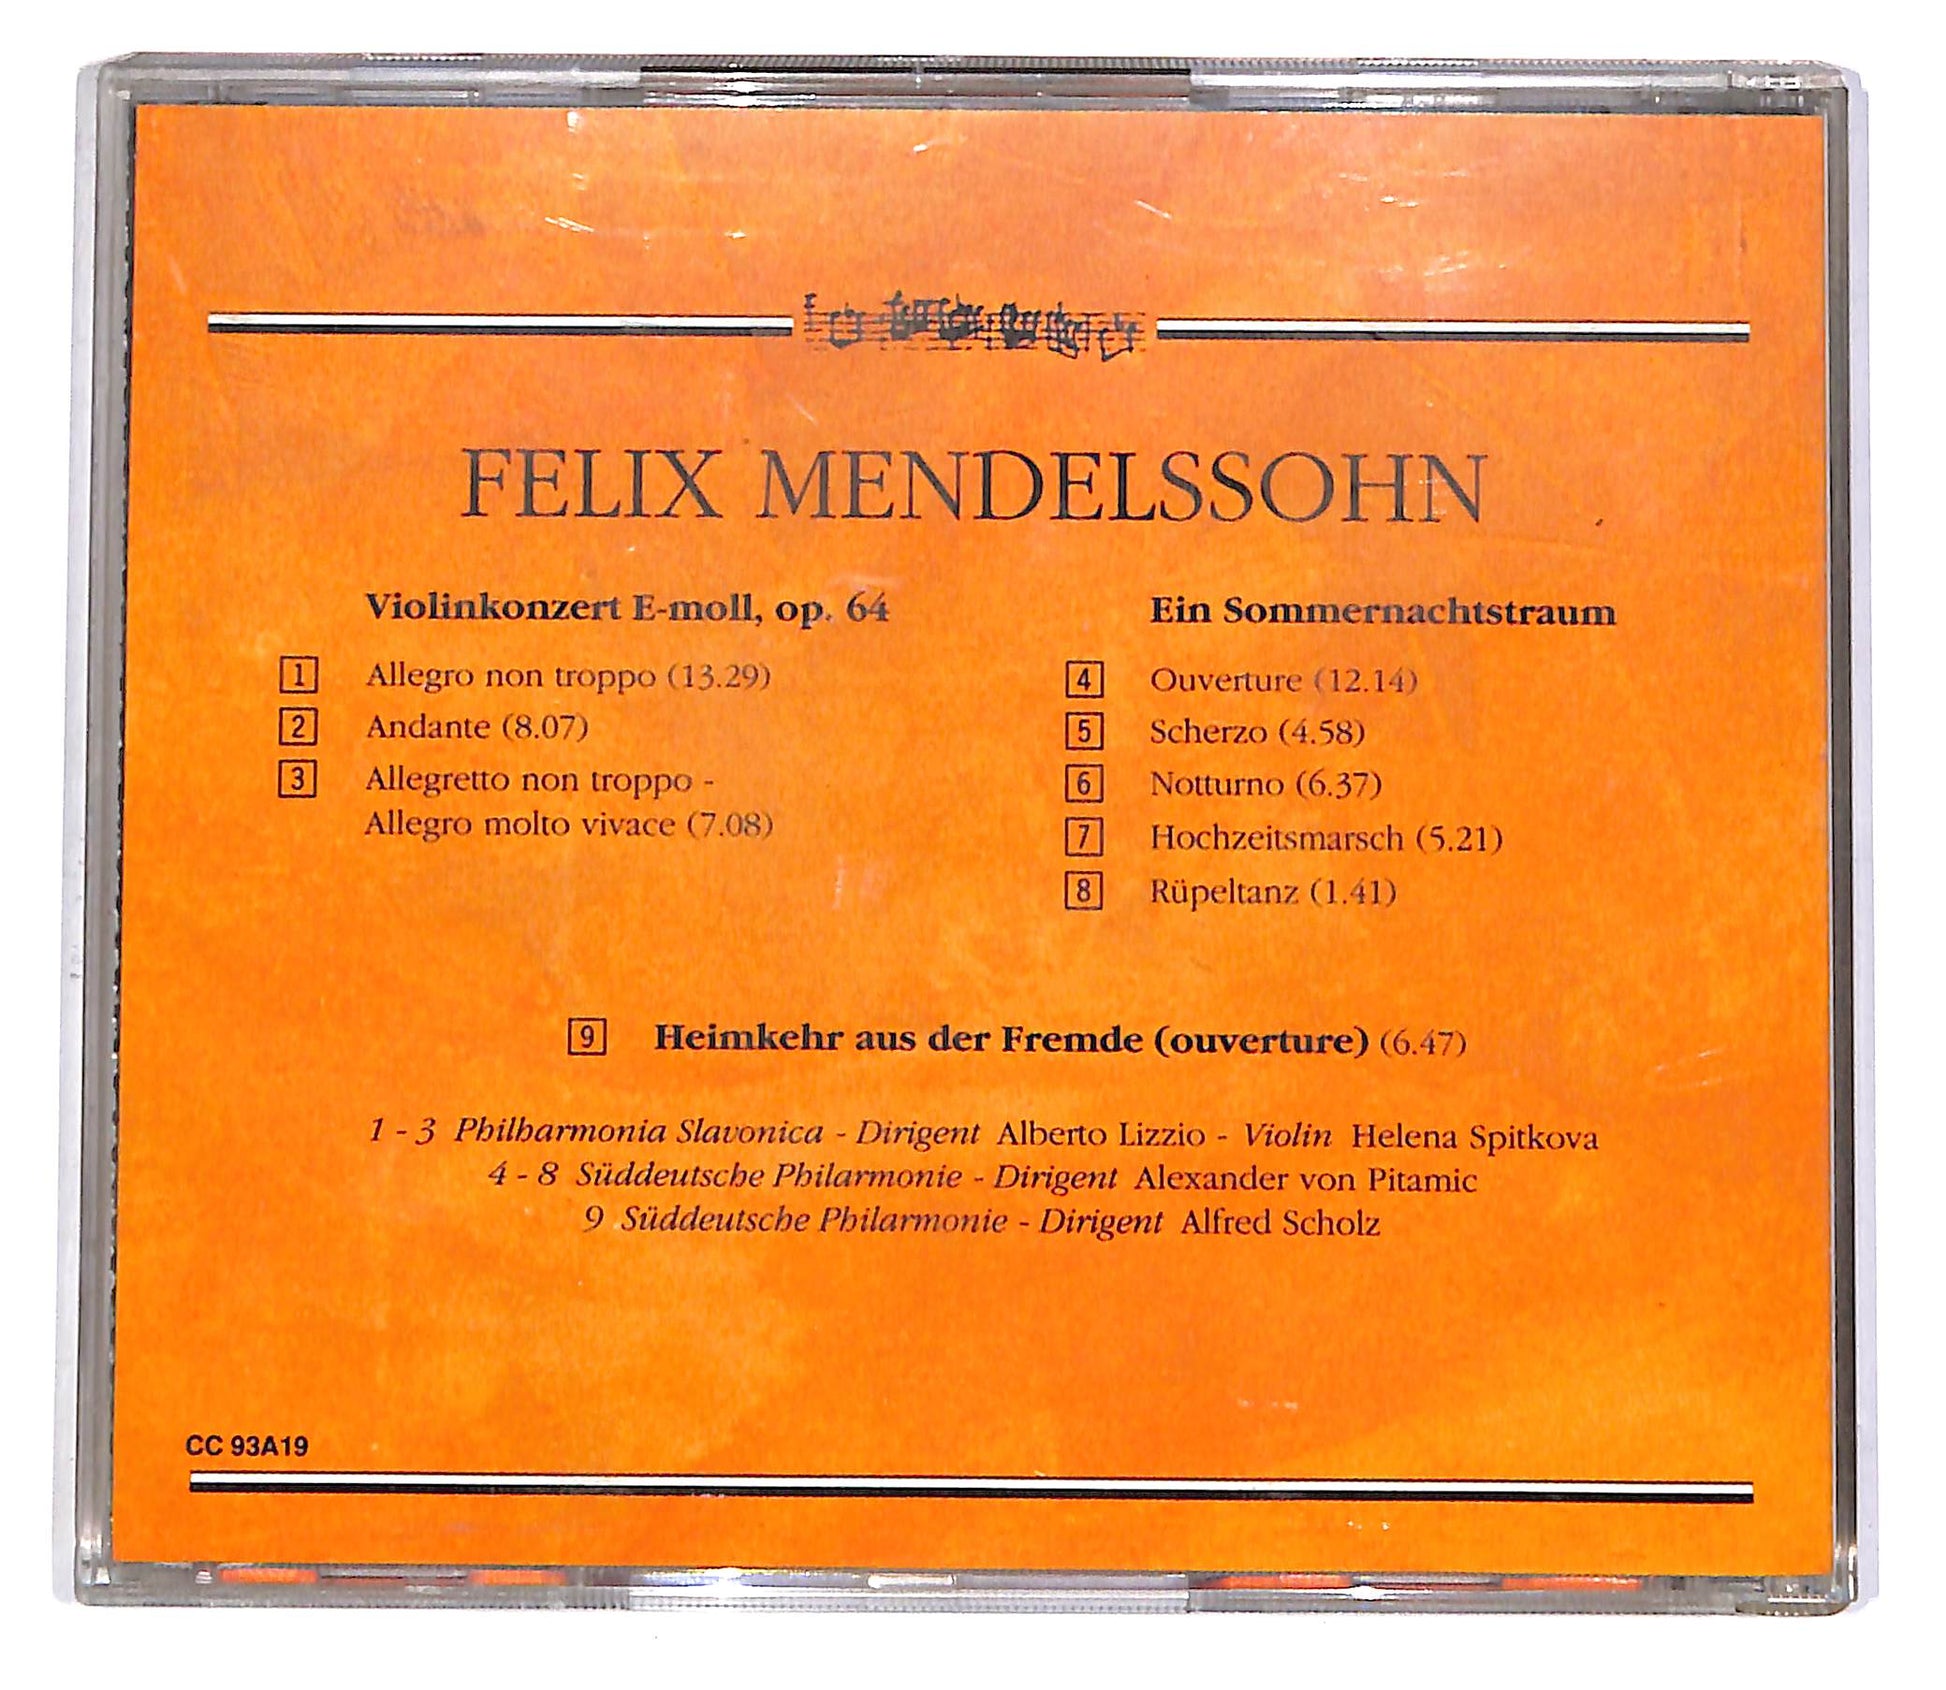 FELIX MENDELSSOHN
Violinkonzert E-moll, op. 64
1 Allegro non troppo (13.29)
2 Andante (8.07)
3 Allegretto non troppo -
Allegro molto vivace (7.08)
Ein Sommernachtstraum
4 Ouverture (12.14)
5 Scherzo (4.58)
6 Notturno (6.37)
7 Hochzeitsmarsch (5.21)
8 Rüpeltanz (1.41)
9 Heimkehr aus der Fremde (ouverture) (6.47)
1 - 3 Philharmonia Slavonica - Dirigent Alberto Lizzio - Violin Helena Spitkova
4 - 8 Süddeutsche Philarmonie - Dirigent Alexander von Pitamic
9 Süddeutsche Philarmonie - Dirigent Alfred Scholz
CC 93A19